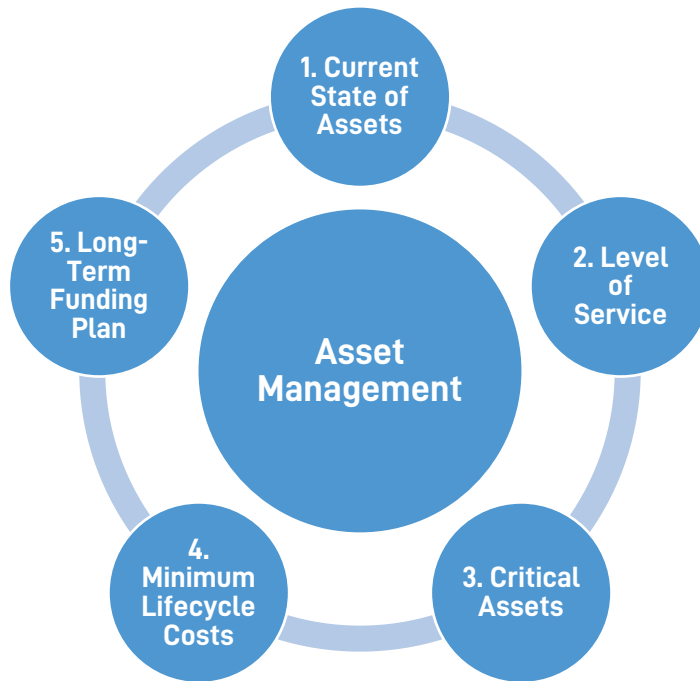 1. Current
State of
Assets
2. Level
of
Service
3. Critical
Assets
4.
Minimum
Lifecycle
Costs
5. Long-
Term
Funding
Plan
Asset
Management